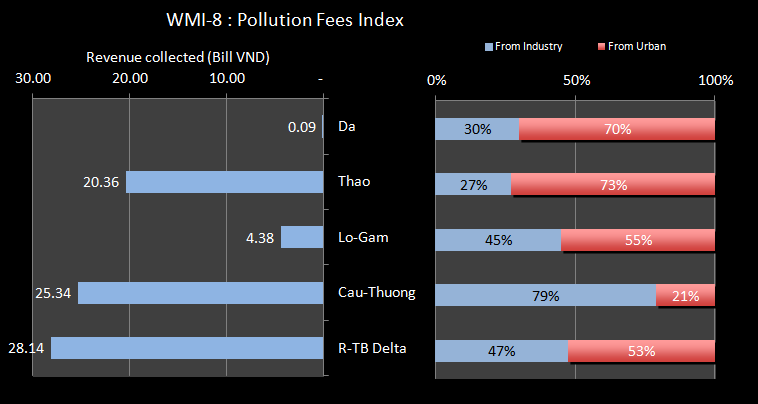 WMI-8 : Pollution Fees Index
Revenue collected (Bill VND)
30.00 20.00 10.00 -
From Industry From Urban
0% 50% 100%
0.09 Da 30% 70%
20.36 Thao 27% 73%
4.38 Lo-Gam 45% 55%
25.34 Cau-Thuong 79% 21%
28.14 R-TB Delta 47% 53%